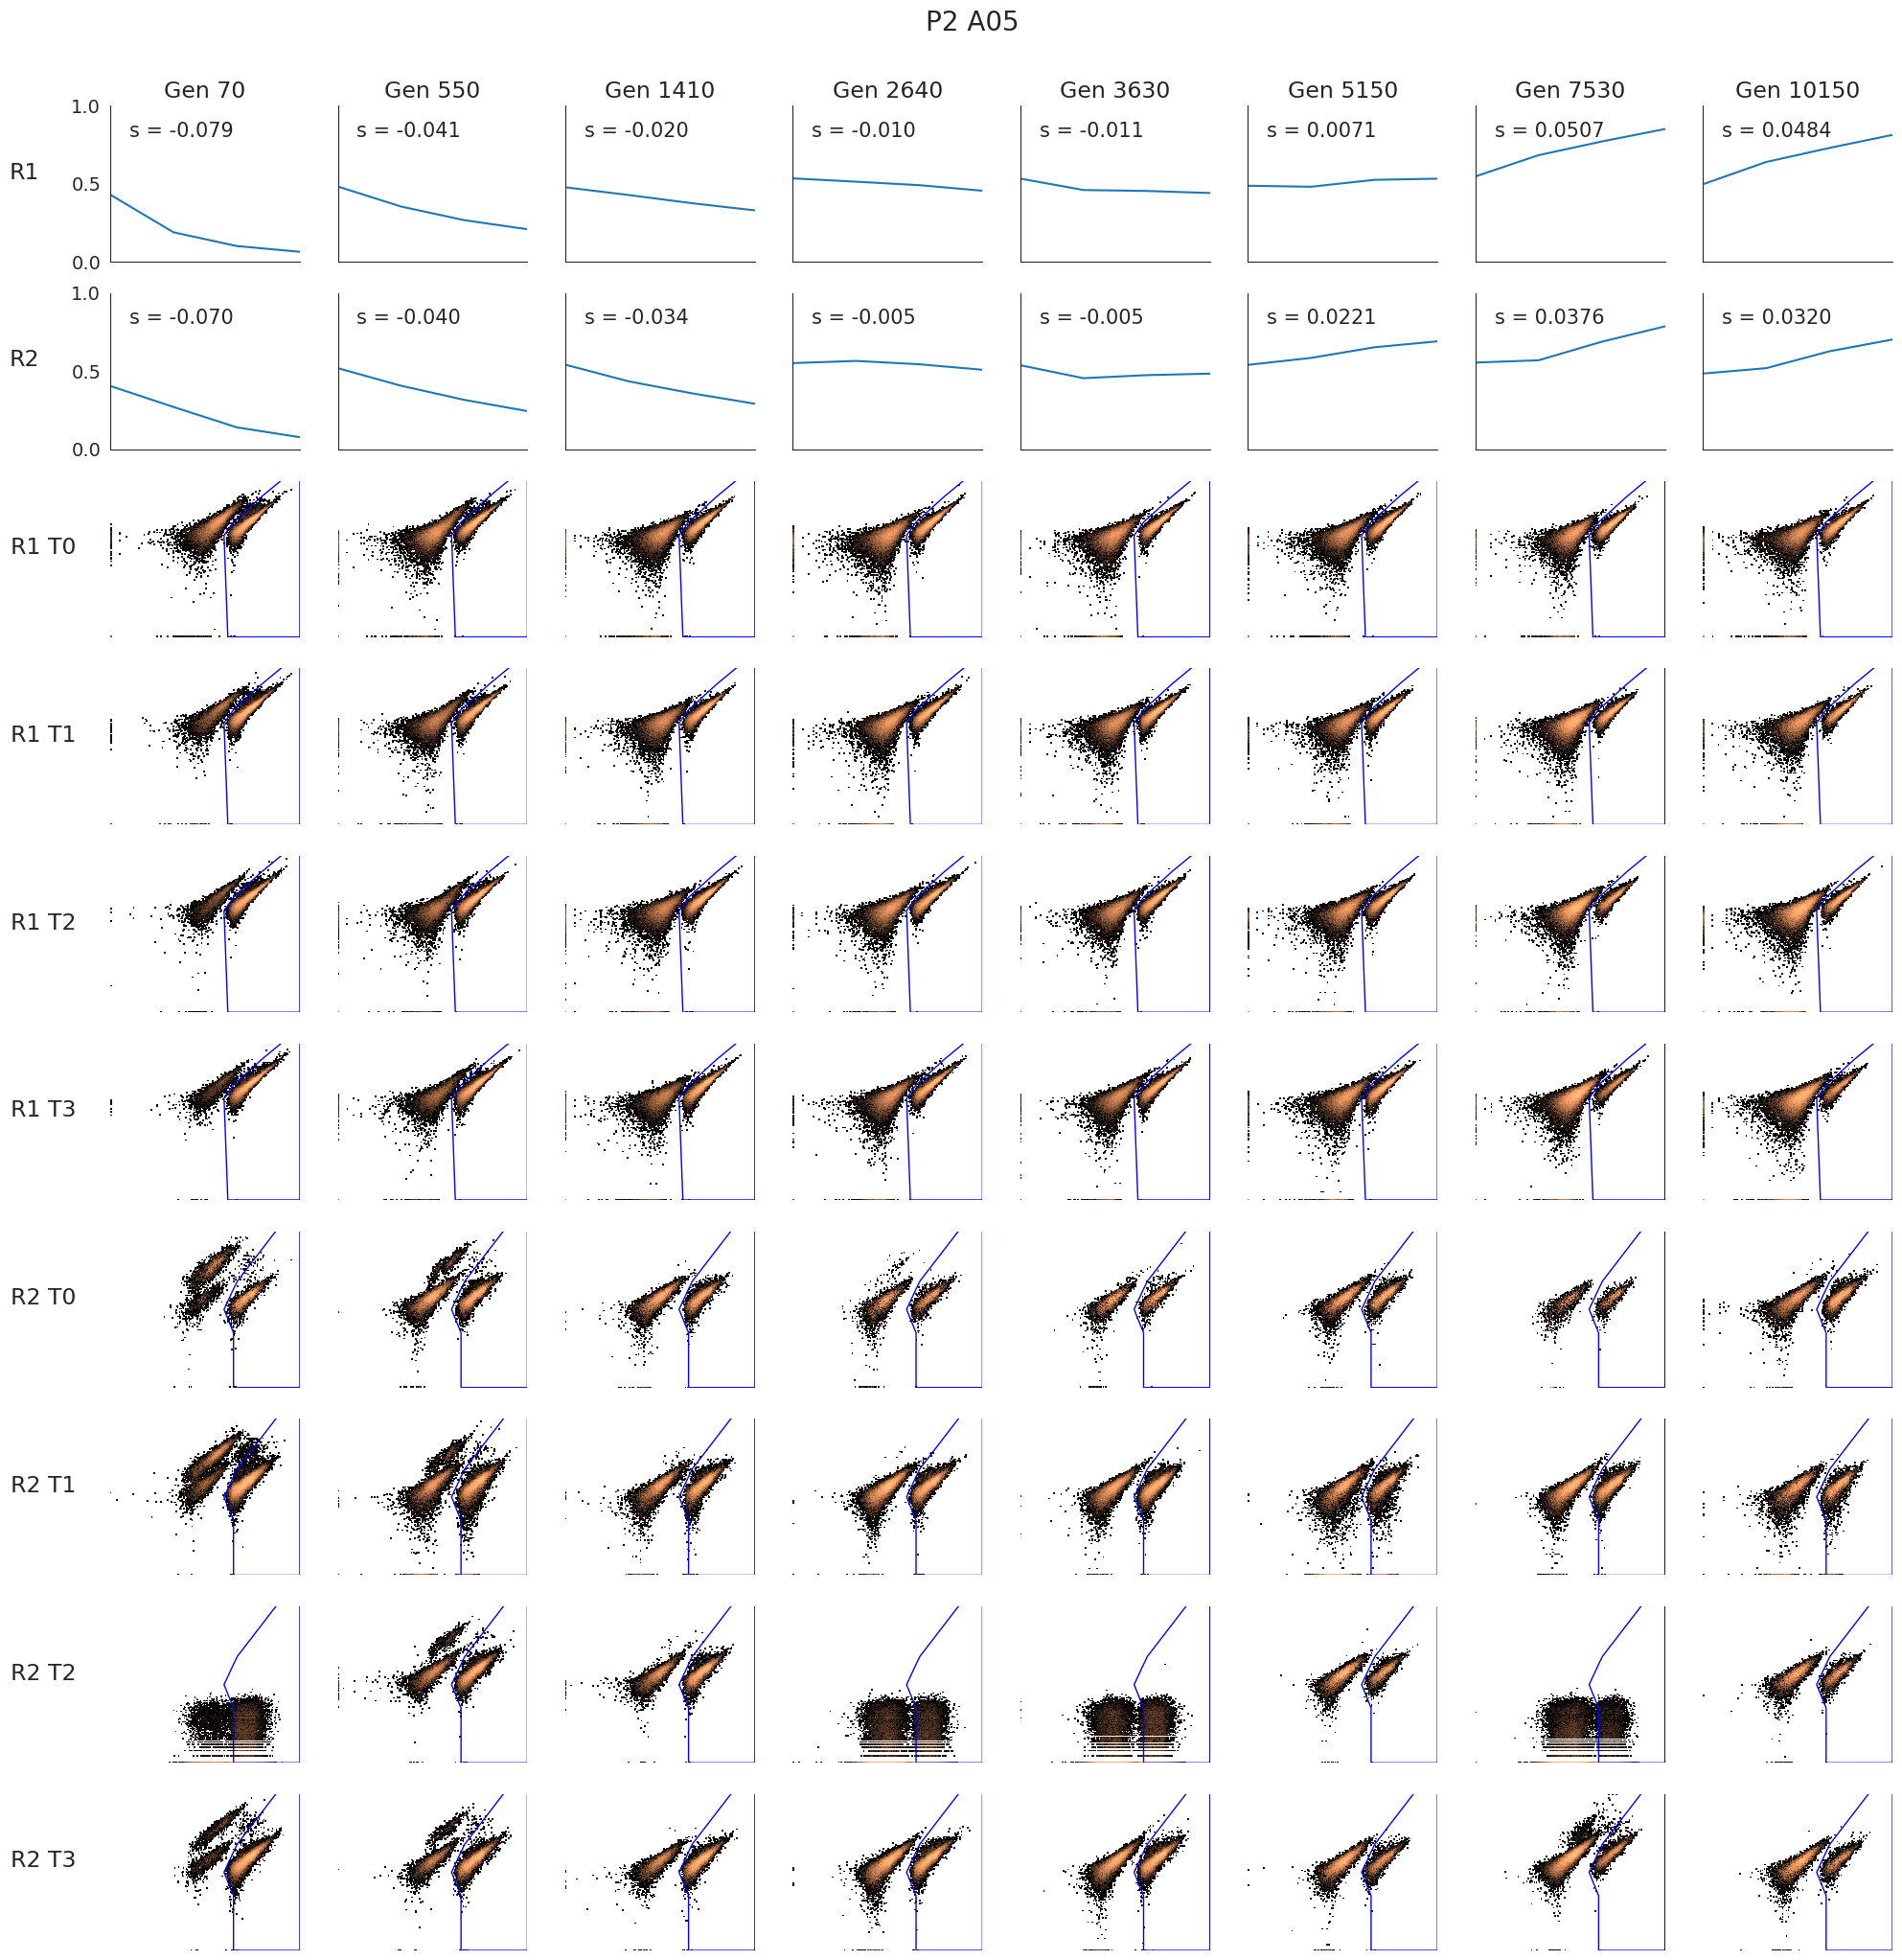 P2 A05
Gen 70 Gen 550 Gen 1410 Gen 2640 Gen 3630 Gen 5150 Gen 7530 Gen 10150
1.0
s = -0.079 s = -0.041 s = -0.020 s = -0.010 s = -0.011 s = 0.0071 s = 0.0507 s = 0.0484
R1
0.5
0.0
1.0
s = -0.070 s = -0.040 s = -0.034 s = -0.005 s = -0.005 s = 0.0221 s = 0.0376 s = 0.0320
R2
0.5
0.0
R1 T0
R1 T1
R1 T2
R1 T3
R2 T0
R2 T1
R2 T2
R2 T3